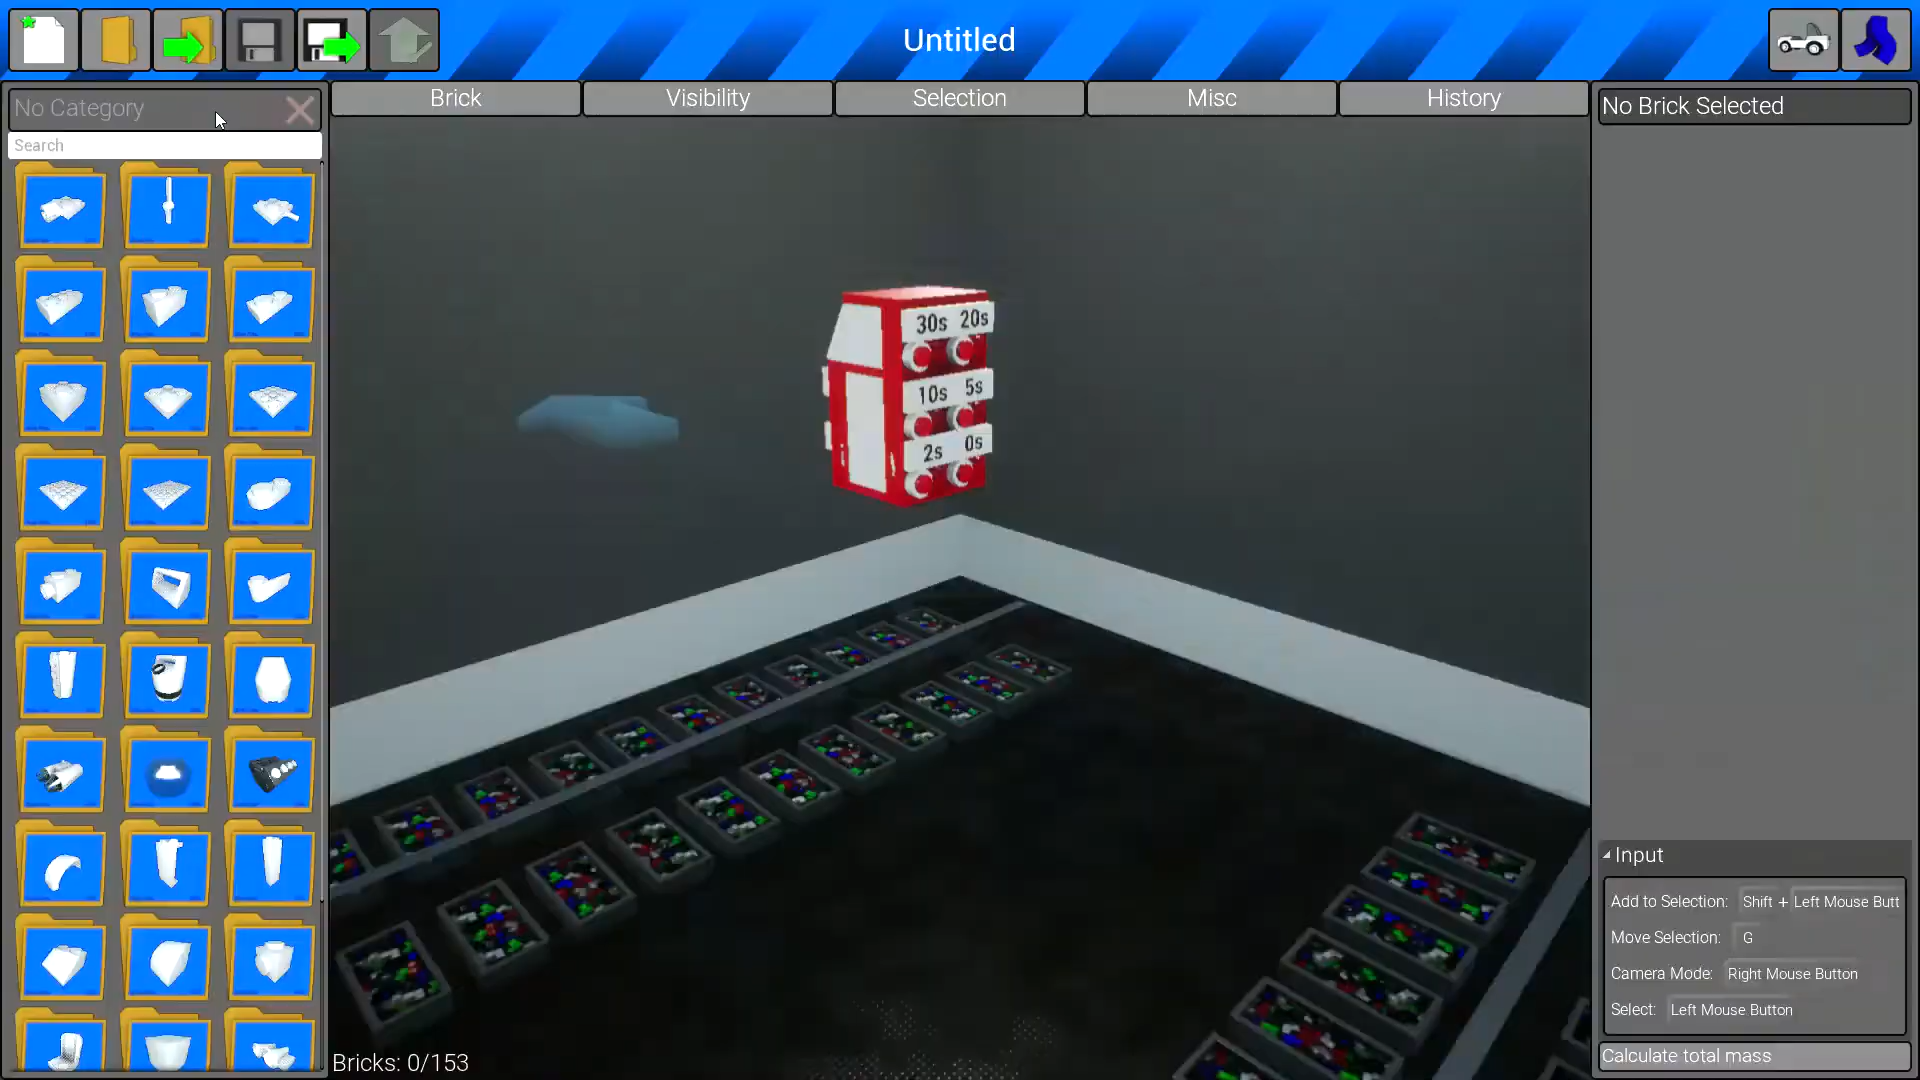 Untitled
No Category
Search
Brick
Visibility
Selection
Misc
History
No Brick Selected
30s 20s
10s 5s
2s 0s
Input
Add to Selection: Shift + Left Mouse Butt
Move Selection: G
Camera Mode: Right Mouse Button
Select: Left Mouse Button
Bricks: 0/153
Calculate total mass